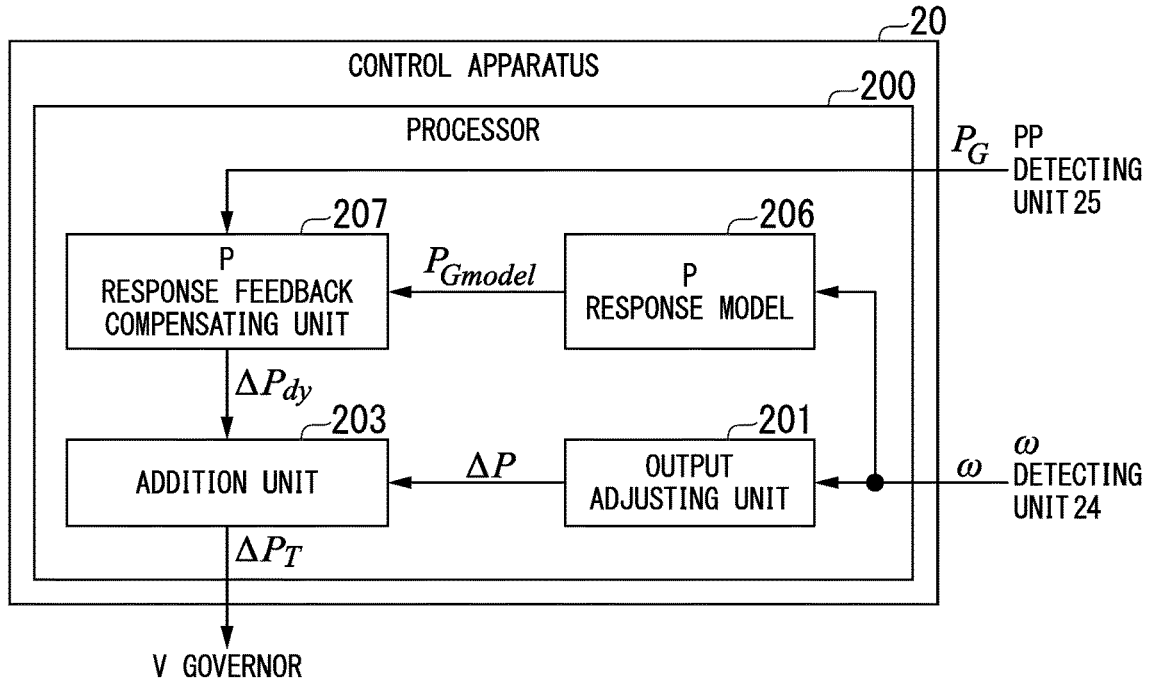 20
CONTROL APPARATUS
200
PROCESSOR
P_G
PP
DETECTING
UNIT 25
207
P
RESPONSE FEEDBACK
COMPENSATING UNIT
P_Gmodel
206
P
RESPONSE MODEL
ΔP_dy
203
ADDITION UNIT
ΔP
201
OUTPUT
ADJUSTING UNIT
ω
ω
DETECTING
UNIT 24
ΔP_T
V GOVERNOR